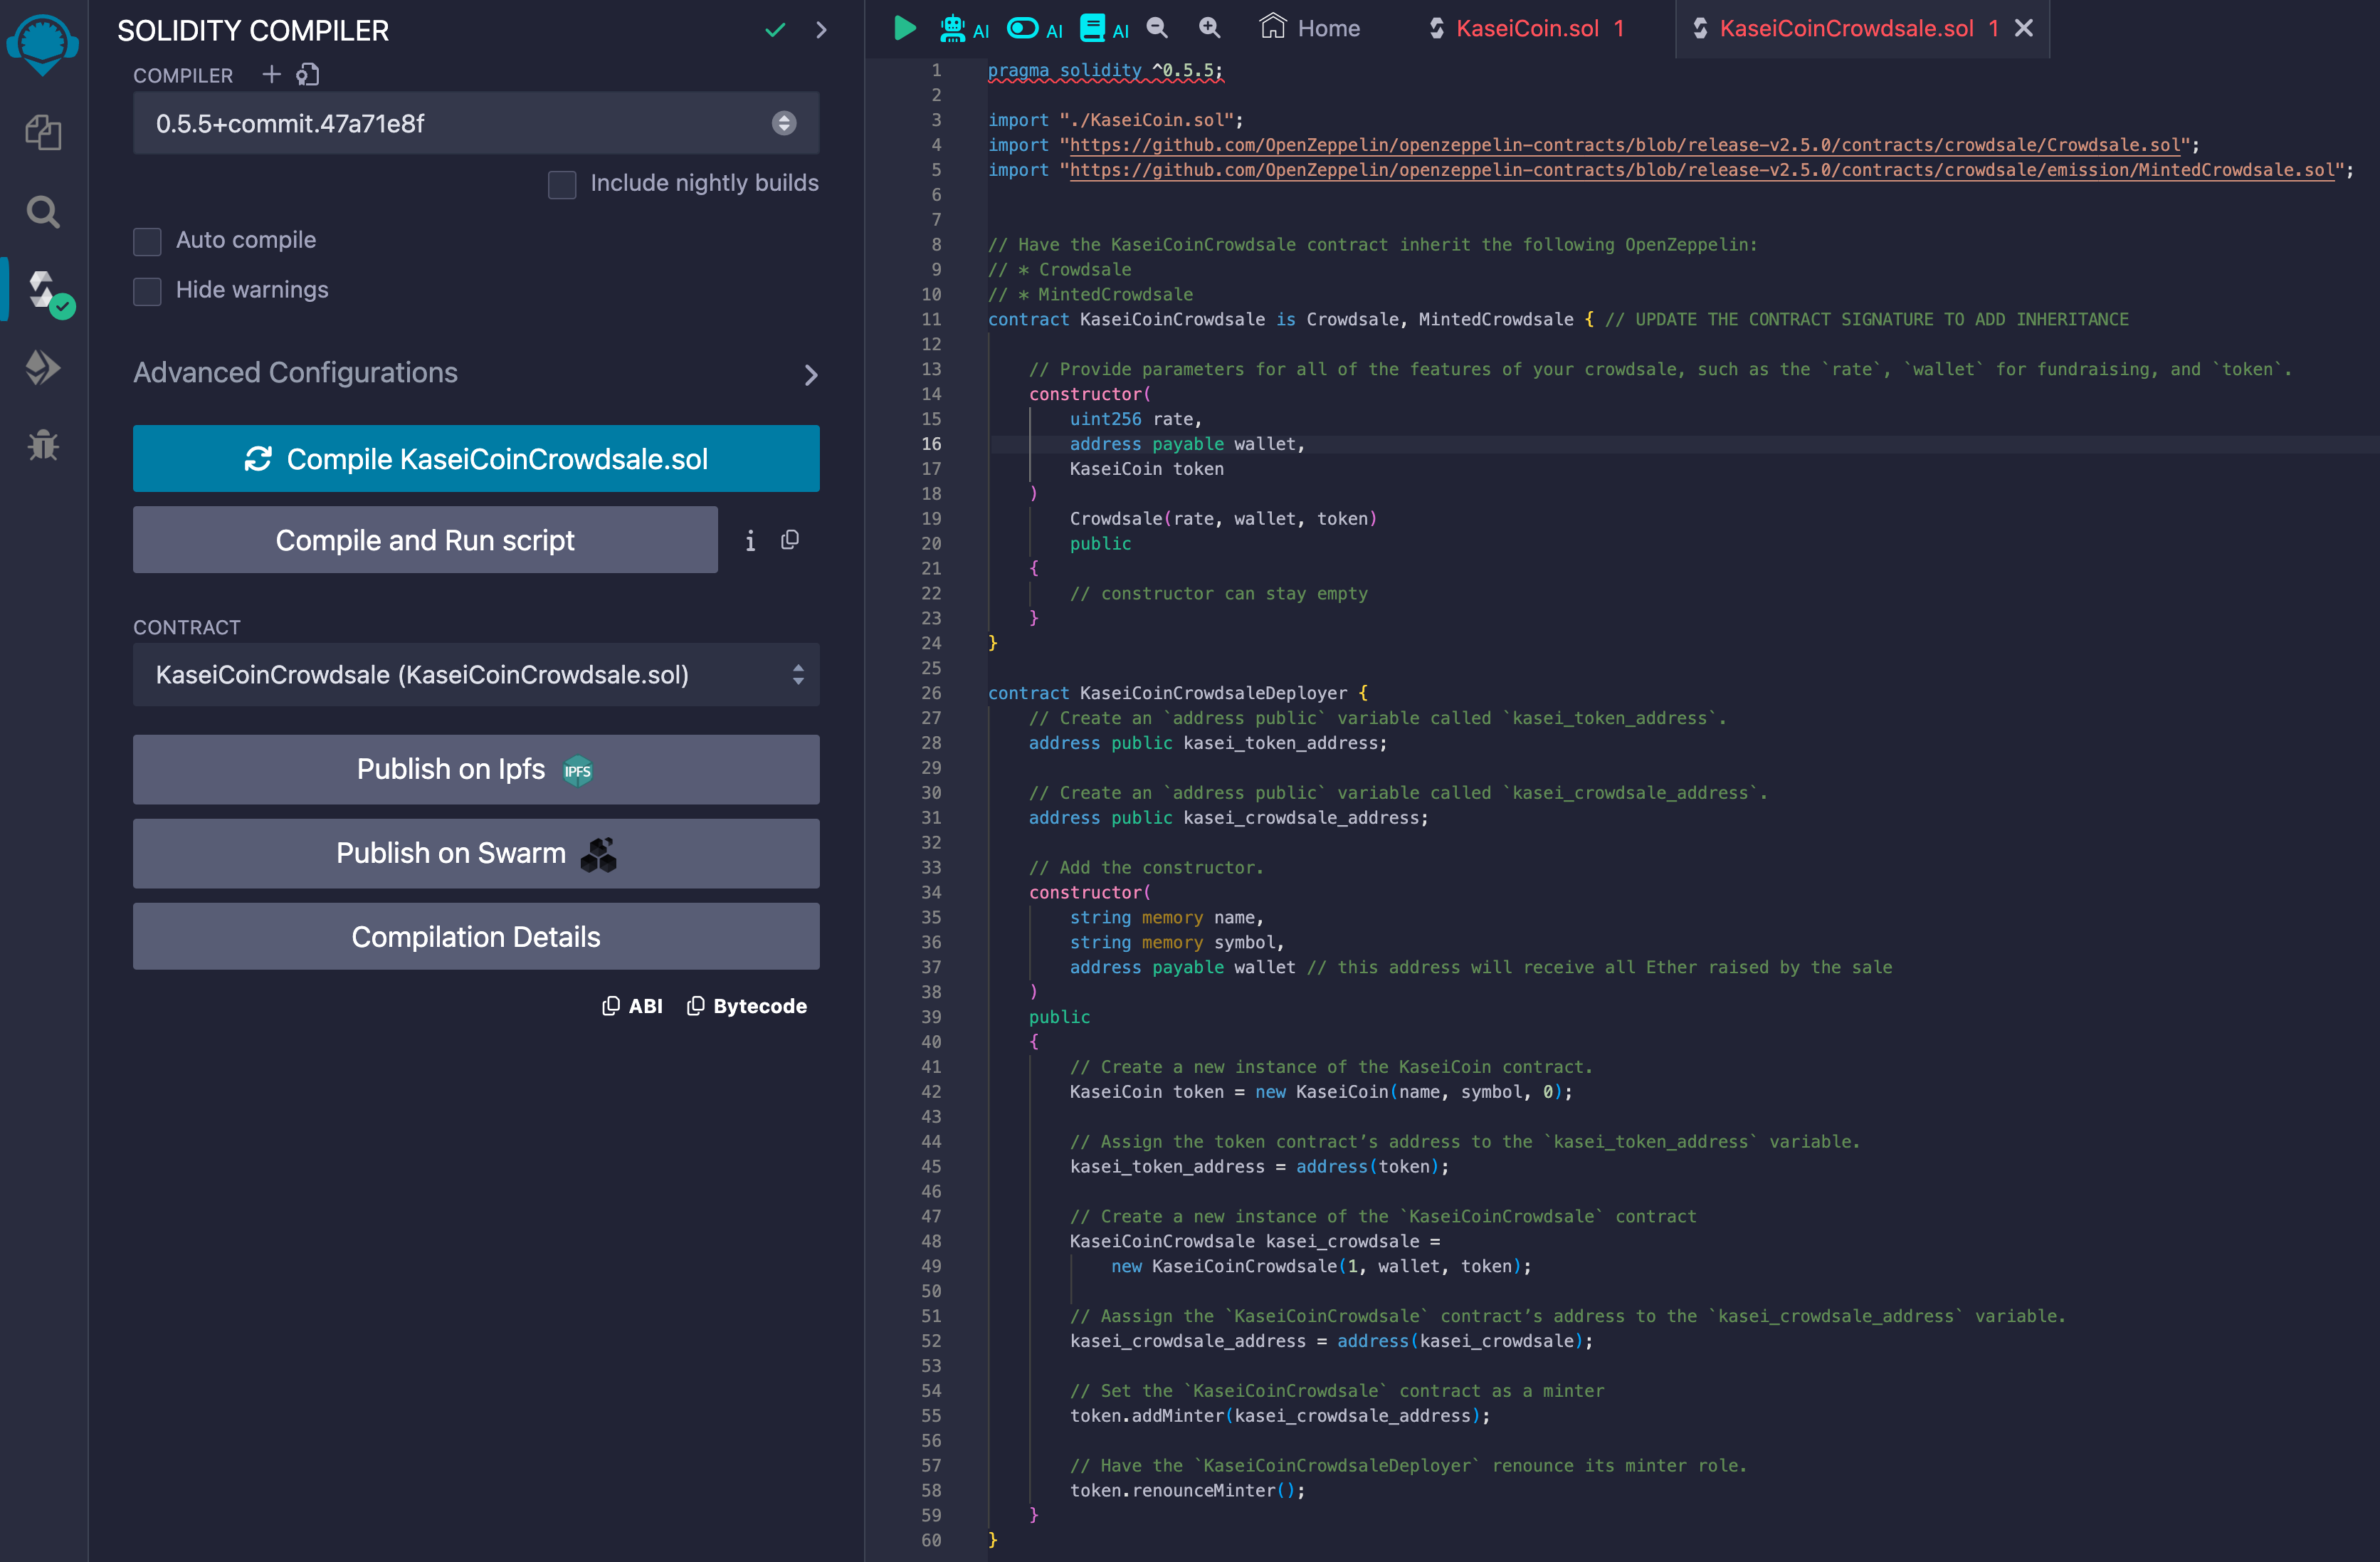 SOLIDITY COMPILER
COMPILER
0.5.5+commit.47a71e8f
Include nightly builds
Auto compile
Hide warnings
Advanced Configurations
Compile KaseiCoinCrowdsale.sol
Compile and Run script
i
CONTRACT
KaseiCoinCrowdsale (KaseiCoinCrowdsale.sol)
Publish on Ipfs IPFS
Publish on Swarm
Compilation Details
ABI Bytecode
AI AI AI Home KaseiCoin.sol 1 KaseiCoinCrowdsale.sol 1
1 pragma solidity ^0.5.5;
2
3 import "./KaseiCoin.sol";
4 import "https://github.com/OpenZeppelin/openzeppelin-contracts/blob/release-v2.5.0/contracts/crowdsale/Crowdsale.sol";
5 import "https://github.com/OpenZeppelin/openzeppelin-contracts/blob/release-v2.5.0/contracts/crowdsale/emission/MintedCrowdsale.sol";
6
7
8 // Have the KaseiCoinCrowdsale contract inherit the following OpenZeppelin:
9 // * Crowdsale
10 // * MintedCrowdsale
11 contract KaseiCoinCrowdsale is Crowdsale, MintedCrowdsale { // UPDATE THE CONTRACT SIGNATURE TO ADD INHERITANCE
12
13 // Provide parameters for all of the features of your crowdsale, such as the `rate`, `wallet` for fundraising, and `token`.
14 constructor(
15 uint256 rate,
16 address payable wallet,
17 KaseiCoin token
18 )
19 Crowdsale(rate, wallet, token)
20 public
21 {
22 // constructor can stay empty
23 }
24 }
25
26 contract KaseiCoinCrowdsaleDeployer {
27 // Create an `address public` variable called `kasei_token_address`.
28 address public kasei_token_address;
29
30 // Create an `address public` variable called `kasei_crowdsale_address`.
31 address public kasei_crowdsale_address;
32
33 // Add the constructor.
34 constructor(
35 string memory name,
36 string memory symbol,
37 address payable wallet // this address will receive all Ether raised by the sale
38 )
39 public
40 {
41 // Create a new instance of the KaseiCoin contract.
42 KaseiCoin token = new KaseiCoin(name, symbol, 0);
43
44 // Assign the token contract’s address to the `kasei_token_address` variable.
45 kasei_token_address = address(token);
46
47 // Create a new instance of the `KaseiCoinCrowdsale` contract
48 KaseiCoinCrowdsale kasei_crowdsale =
49 new KaseiCoinCrowdsale(1, wallet, token);
50
51 // Aassign the `KaseiCoinCrowdsale` contract’s address to the `kasei_crowdsale_address` variable.
52 kasei_crowdsale_address = address(kasei_crowdsale);
53
54 // Set the `KaseiCoinCrowdsale` contract as a minter
55 token.addMinter(kasei_crowdsale_address);
56
57 // Have the `KaseiCoinCrowdsaleDeployer` renounce its minter role.
58 token.renounceMinter();
59 }
60 }